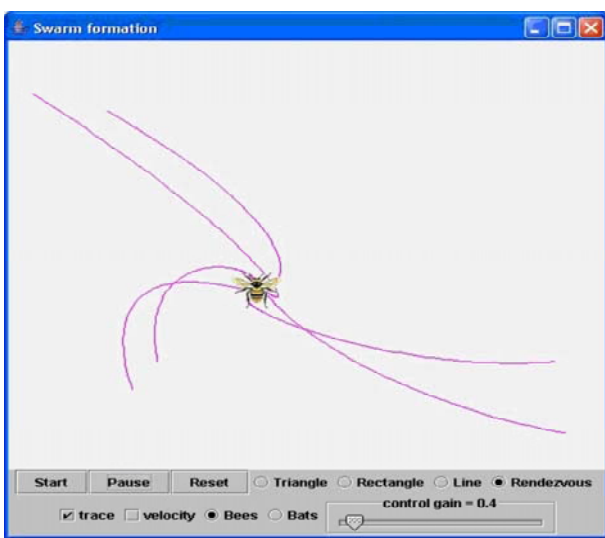 Swarm formation
Start Pause Reset Triangle Rectangle Line Rendezvous
trace velocity Bees Bats control gain = 0.4